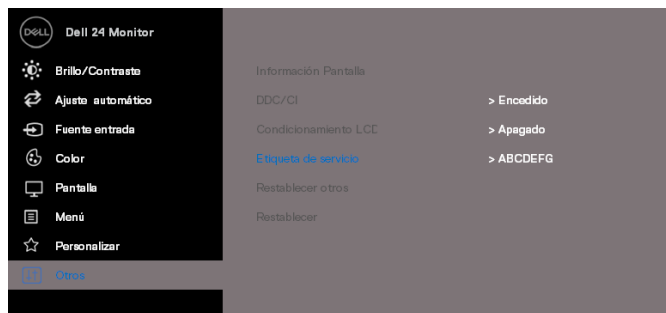 DELL Dell 24 Monitor
Brillo/Contraste
Información Pantalla
Ajuste automático
DDC/CI > Encedido
Fuente entrada
Condicionamiento LCD > Apagado
Color
Etiqueta de servicio > ABCDEFG
Pantalla
Restablecer otros
Menú
Restablecer
Personalizar
Otros